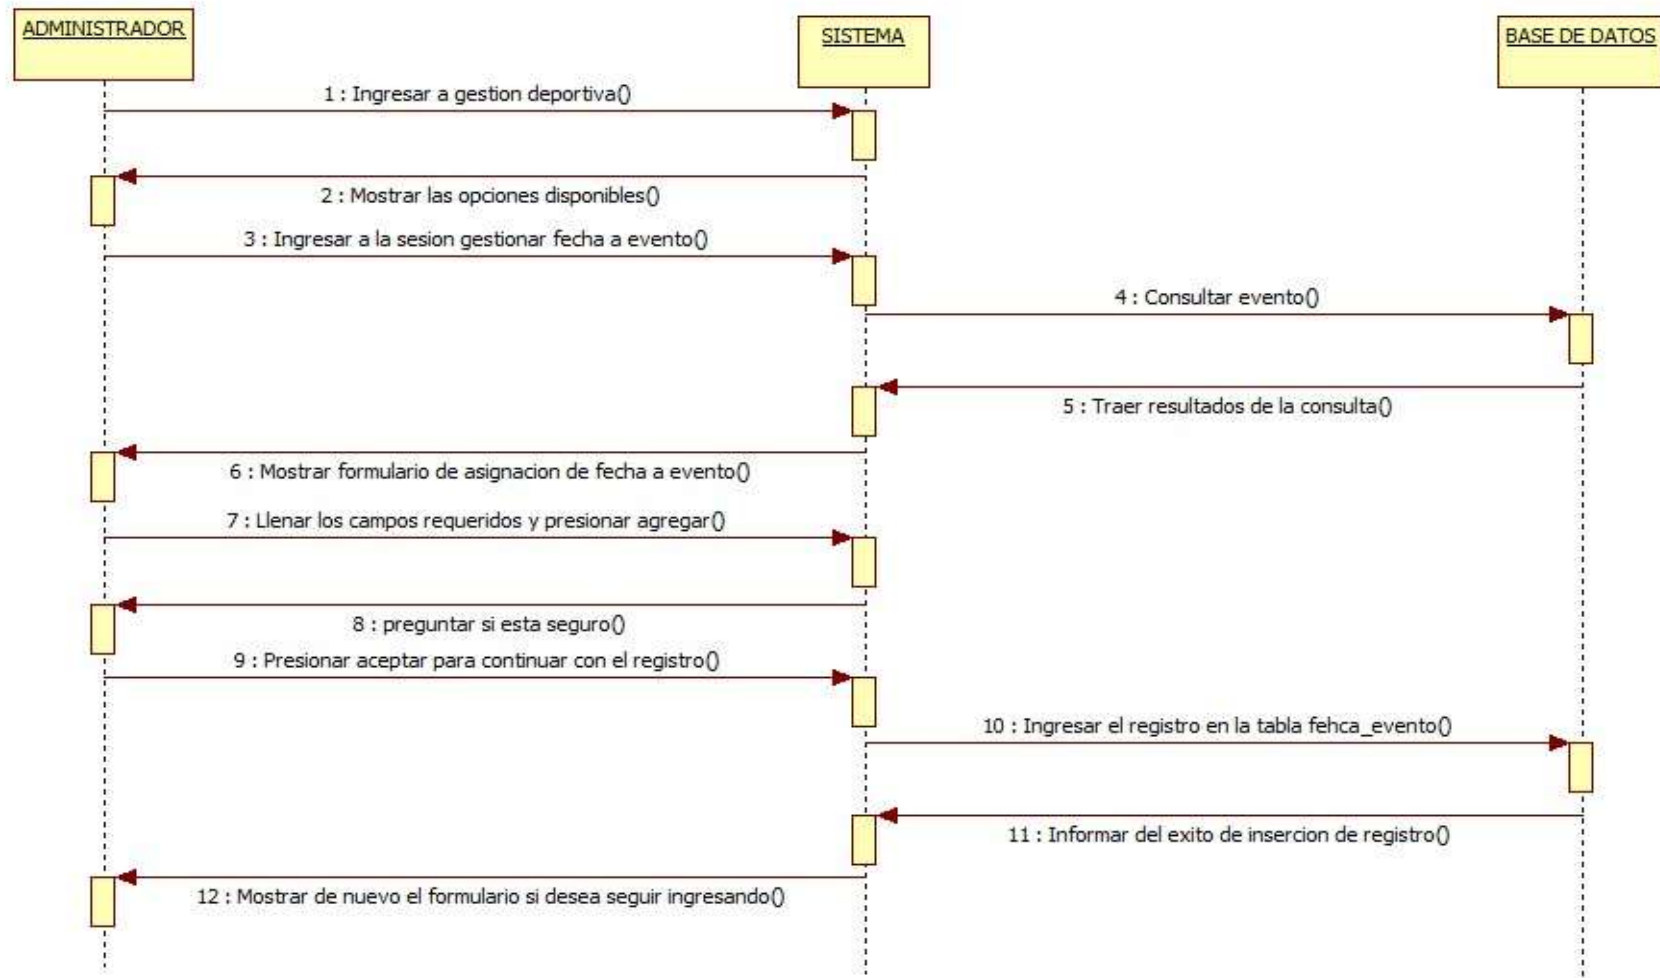 ADMINISTRADOR
SISTEMA
BASE DE DATOS
1 : Ingresar a gestion deportiva()
2 : Mostrar las opciones disponibles()
3 : Ingresar a la sesion gestionar fecha a evento()
4 : Consultar evento()
5 : Traer resultados de la consulta()
6 : Mostrar formulario de asignacion de fecha a evento()
7 : Llenar los campos requeridos y presionar agregar()
8 : preguntar si esta seguro()
9 : Presionar aceptar para continuar con el registro()
10 : Ingresar el registro en la tabla fehca_evento()
11 : Informar del exito de insercion de registro()
12 : Mostrar de nuevo el formulario si desea seguir ingresando()